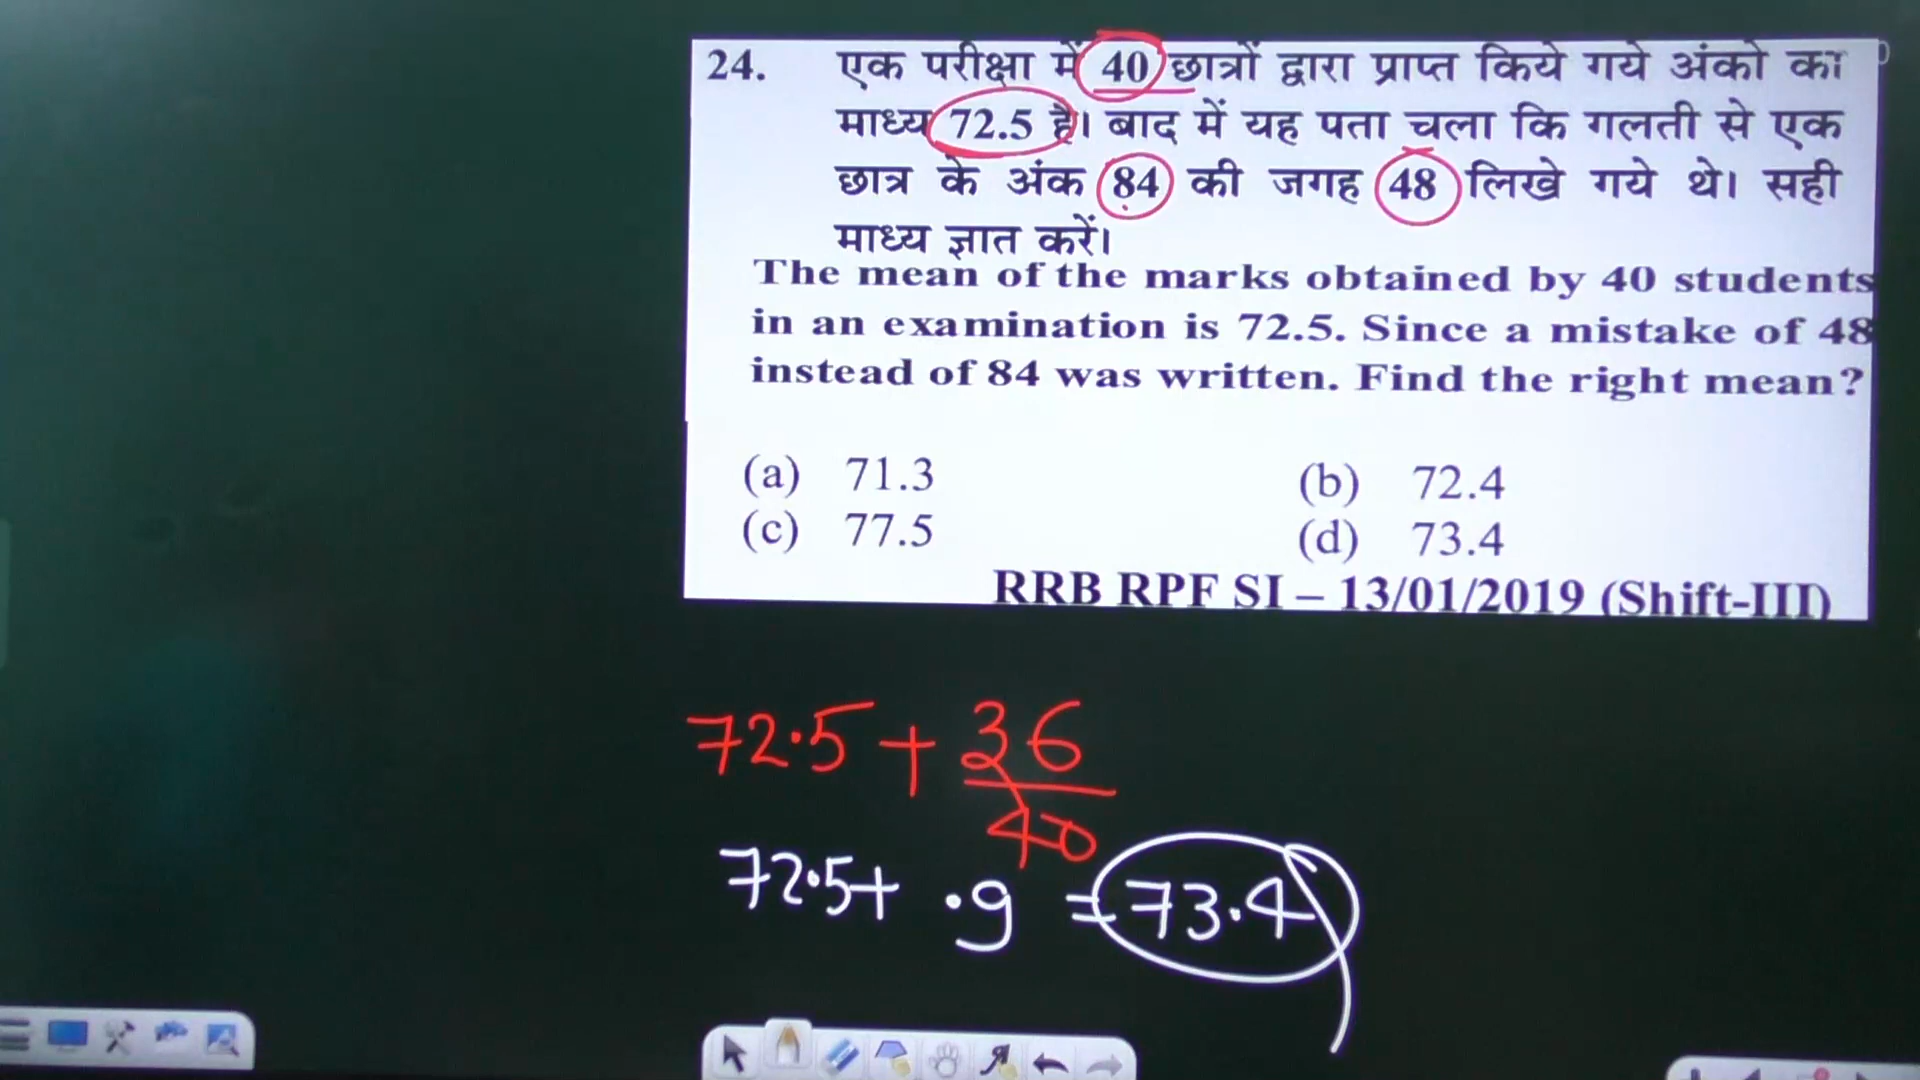 24. एक परीक्षा में 40 छात्रों द्वारा प्राप्त किये गये अंको का
माध्य 72.5 है। बाद में यह पता चला कि गलती से एक
छात्र के अंक 84 की जगह 48 लिखे गये थे। सही
माध्य ज्ञात करें।
The mean of the marks obtained by 40 students
in an examination is 72.5. Since a mistake of 48
instead of 84 was written. Find the right mean?
(a) 71.3 (b) 72.4
(c) 77.5 (d) 73.4
RRB RPF SI – 13/01/2019 (Shift-III)
72.5 + 36
40
72.5 + .9 = 73.4